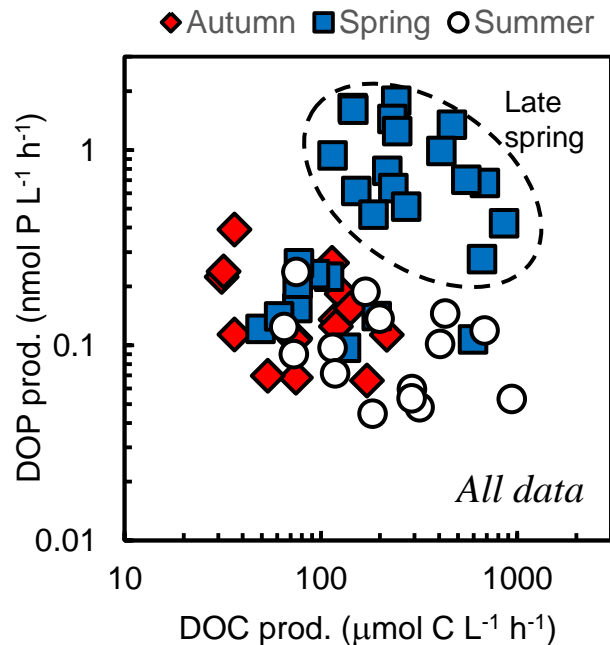 Autumn Spring Summer
DOP prod. (nmol P L-1 h-1)
1
0.1
0.01
Late
spring
All data
10 100 1000
DOC prod. (μmol C L-1 h-1)